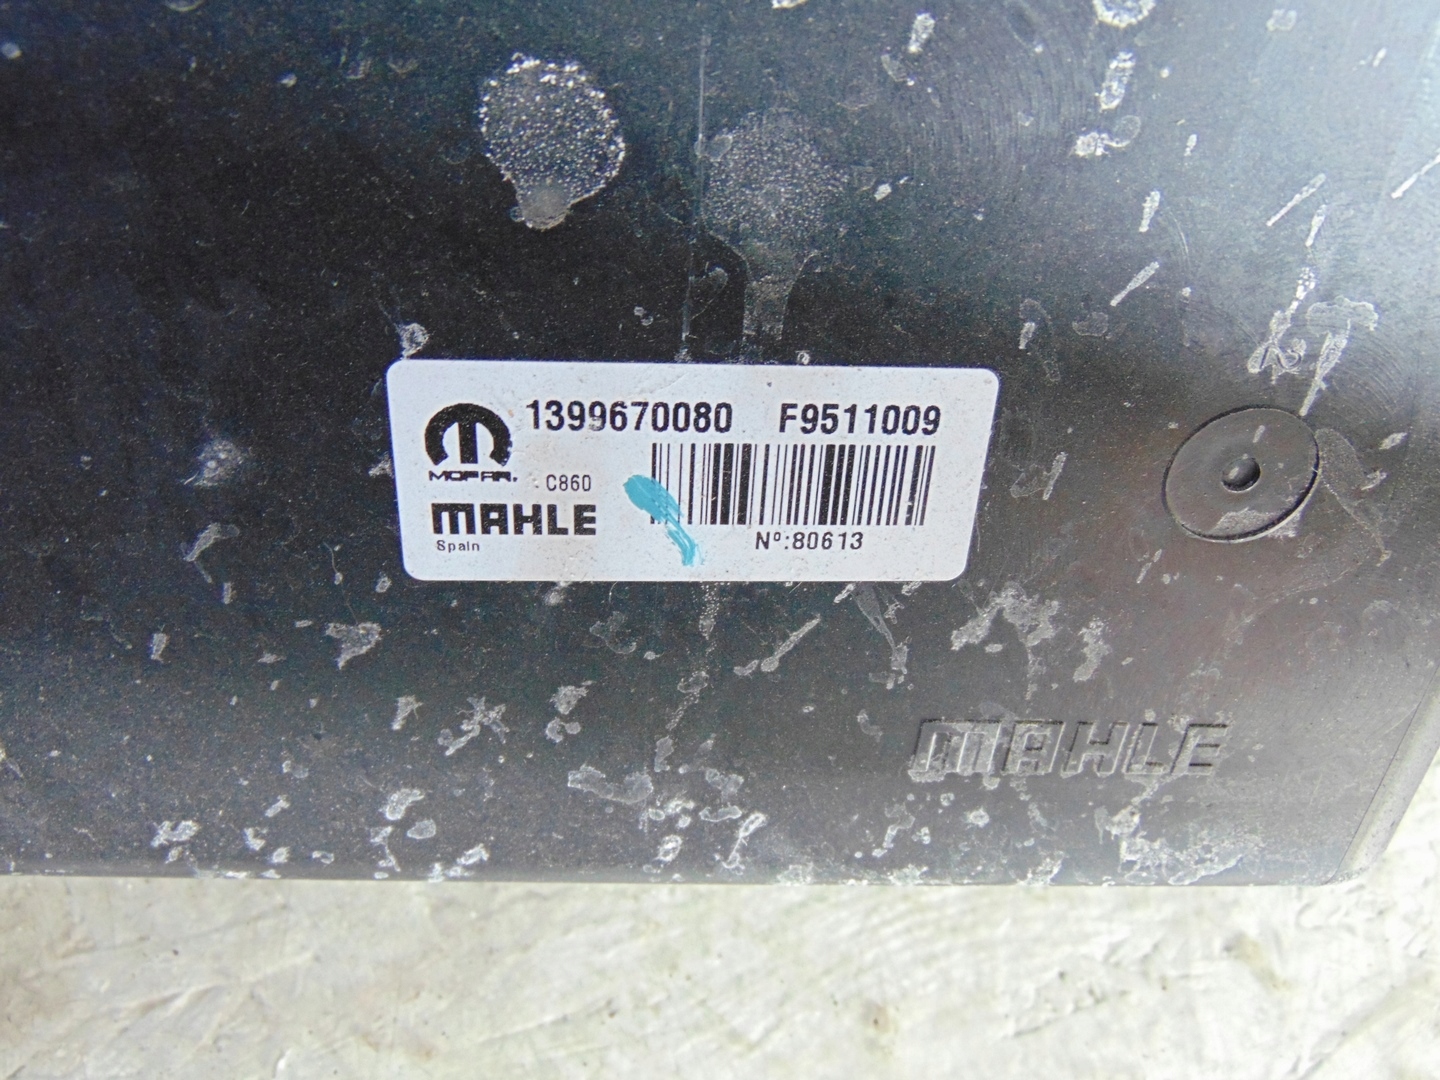 1399670080 F9511009
MOPAR.
C860
MAHLE
Spain
Nº:80613
MAHLE